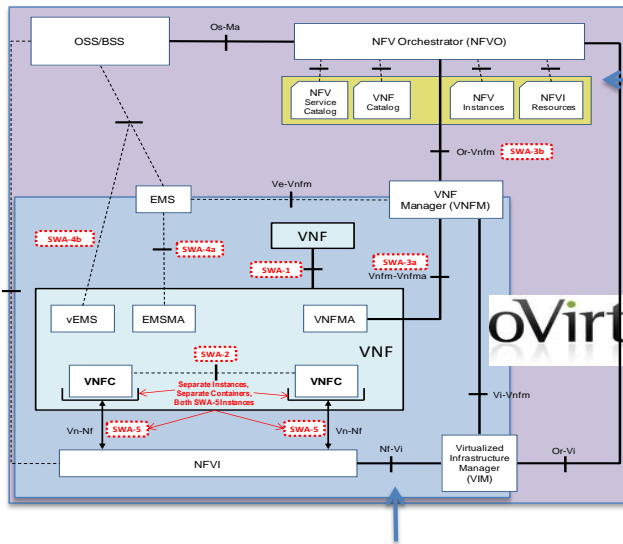 Os-Ma
OSS/BSS
NFV Orchestrator (NFVO)
NFV
Service
Catalog
VNF
Catalog
NFV
Instances
NFVI
Resources
Or-Vnfm
SWA-3b
Ve-Vnfm
EMS
VNF
Manager (VNFM)
SWA-4b
SWA-4a
VNF
SWA-1
SWA-3a
Vnfm-Vnfma
vEMS
EMSMA
VNFMA
VNF
oVirt
SWA-2
VNFC
VNFC
Separate Instances,
Separate Containers,
Both SWA-5 Instances
Vi-Vnfm
Vn-Nf
SWA-5
SWA-5
Vn-Nf
NFVI
Nf-Vi
Virtualized
Infrastructure
Manager
(VIM)
Or-Vi